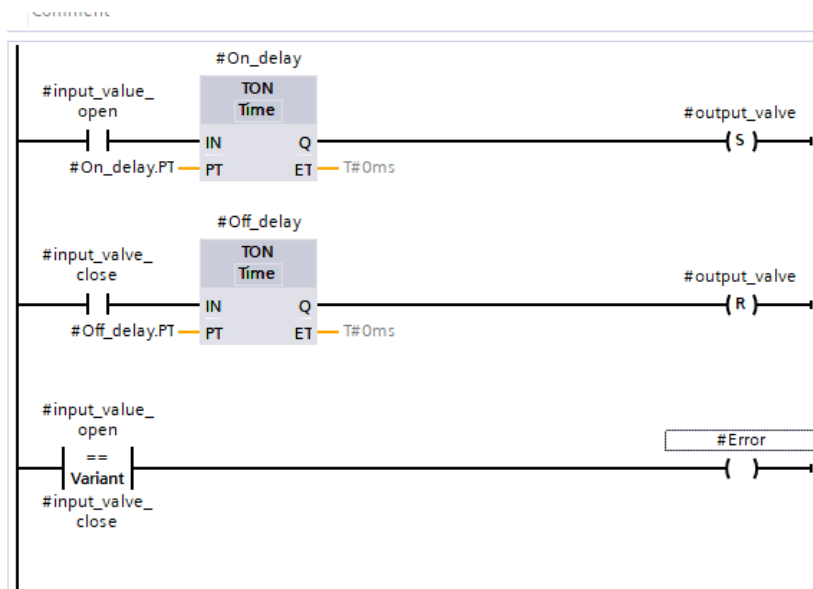 Comment
#On_delay
#input_value_
open
TON
Time
#output_valve
IN Q
( S )
#On_delay.PT PT ET T#0ms
#Off_delay
#input_valve_
close
TON
Time
#output_valve
IN Q
( R )
#Off_delay.PT PT ET T#0ms
#input_value_
open
==
Variant
#input_valve_
close
#Error
( )